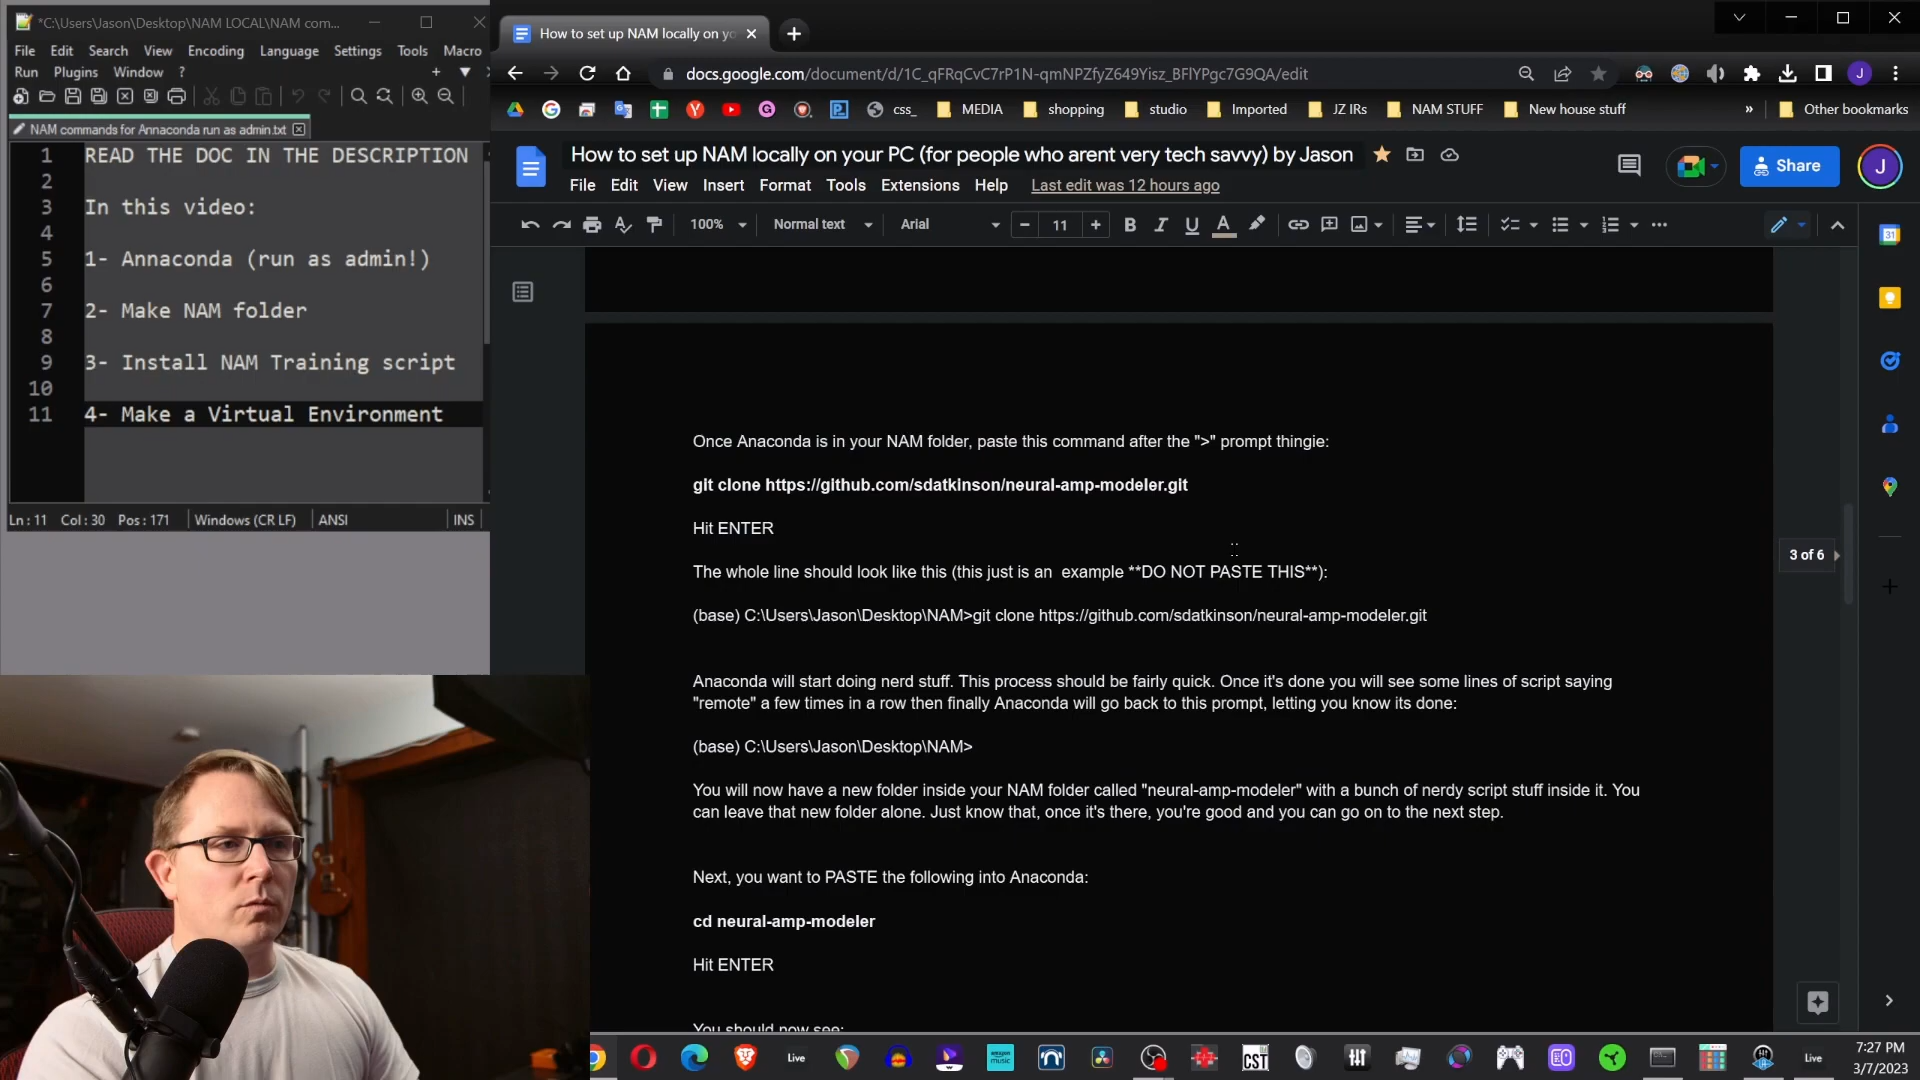 *C:\Users\Jason\Desktop\NAM LOCAL\NAM com...
File Edit Search View Encoding Language Settings Tools Macro
Run Plugins Window ?
NAM commands for Annaconda run as admin.txt
1 READ THE DOC IN THE DESCRIPTION
2
3 In this video:
4
5 1- Annaconda (run as admin!)
6
7 2- Make NAM folder
8
9 3- Install NAM Training script
10
11 4- Make a Virtual Environment
Ln:11 Col:30 Pos:171 Windows (CR LF) ANSI INS
How to set up NAM locally on yo
docs.google.com/document/d/1C_qFRqCvC7rP1N-qmNPZfyZ649Yisz_BFlYPgc7G9QA/edit
css_ MEDIA shopping studio Imported JZ IRs NAM STUFF New house stuff » Other bookmarks
How to set up NAM locally on your PC (for people who arent very tech savvy) by Jason
Share
J
File Edit View Insert Format Tools Extensions Help Last edit was 12 hours ago
100% Normal text Arial 11 B I U A
31
Once Anaconda is in your NAM folder, paste this command after the ">" prompt thingie:
git clone https://github.com/sdatkinson/neural-amp-modeler.git
Hit ENTER
The whole line should look like this (this just is an example **DO NOT PASTE THIS**):
3 of 6
(base) C:\Users\Jason\Desktop\NAM>git clone https://github.com/sdatkinson/neural-amp-modeler.git
Anaconda will start doing nerd stuff. This process should be fairly quick. Once it's done you will see some lines of script saying
"remote" a few times in a row then finally Anaconda will go back to this prompt, letting you know its done:
(base) C:\Users\Jason\Desktop\NAM>
You will now have a new folder inside your NAM folder called "neural-amp-modeler" with a bunch of nerdy script stuff inside it. You
can leave that new folder alone. Just know that, once it's there, you're good and you can go on to the next step.
Next, you want to PASTE the following into Anaconda:
cd neural-amp-modeler
Hit ENTER
You should now see:
Live
amazon music
CST
Live
7:27 PM
3/7/2023